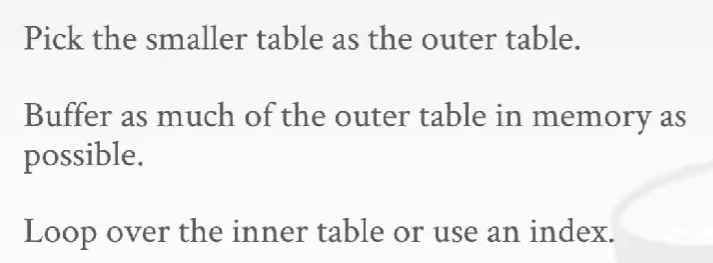 Pick the smaller table as the outer table.
Buffer as much of the outer table in memory as
possible.
Loop over the inner table or use an index.